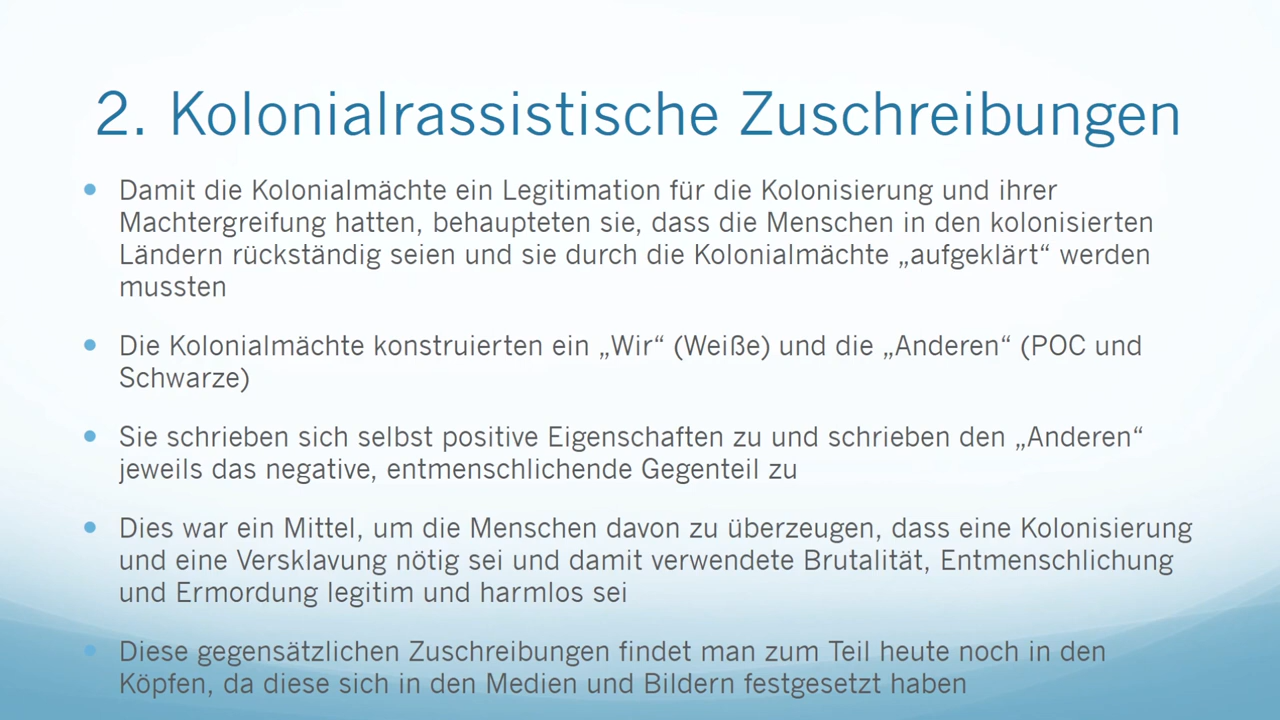 2. Kolonialrassistische Zuschreibungen
• Damit die Kolonialmächte ein Legitimation für die Kolonisierung und ihrer
Machtergreifung hatten, behaupteten sie, dass die Menschen in den kolonisierten
Ländern rückständig seien und sie durch die Kolonialmächte „aufgeklärt“ werden
mussten
• Die Kolonialmächte konstruierten ein „Wir“ (Weiße) und die „Anderen“ (POC und
Schwarze)
• Sie schrieben sich selbst positive Eigenschaften zu und schrieben den „Anderen“
jeweils das negative, entmenschlichende Gegenteil zu
• Dies war ein Mittel, um die Menschen davon zu überzeugen, dass eine Kolonisierung
und eine Versklavung nötig sei und damit verwendete Brutalität, Entmenschlichung
und Ermordung legitim und harmlos sei
• Diese gegensätzlichen Zuschreibungen findet man zum Teil heute noch in den
Köpfen, da diese sich in den Medien und Bildern festgesetzt haben